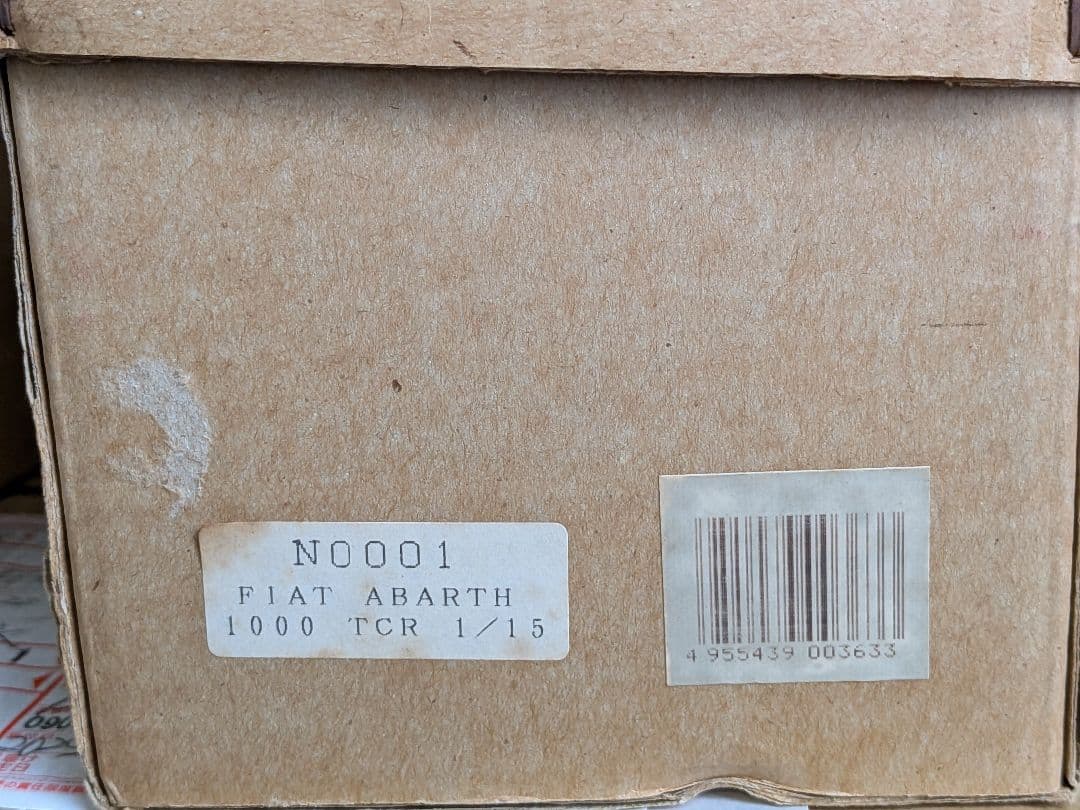 N0001
FIAT ABARTH
1000 TCR 1/15
4 955439 003633